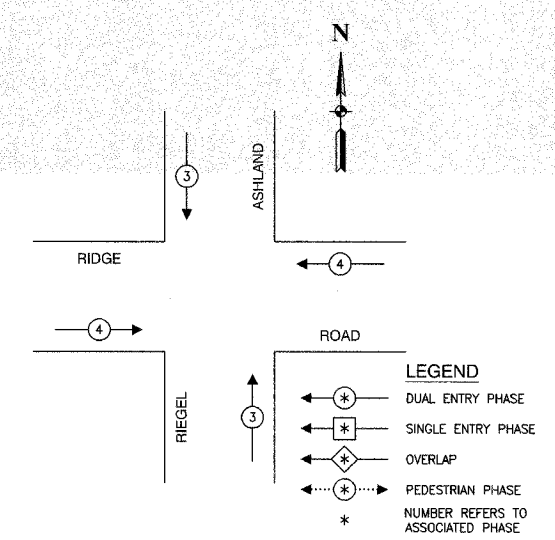 N
3
ASHLAND
RIDGE
4
4
ROAD
RIEGEL
3
LEGEND
* DUAL ENTRY PHASE
* SINGLE ENTRY PHASE
* OVERLAP
* PEDESTRIAN PHASE
* NUMBER REFERS TO
ASSOCIATED PHASE